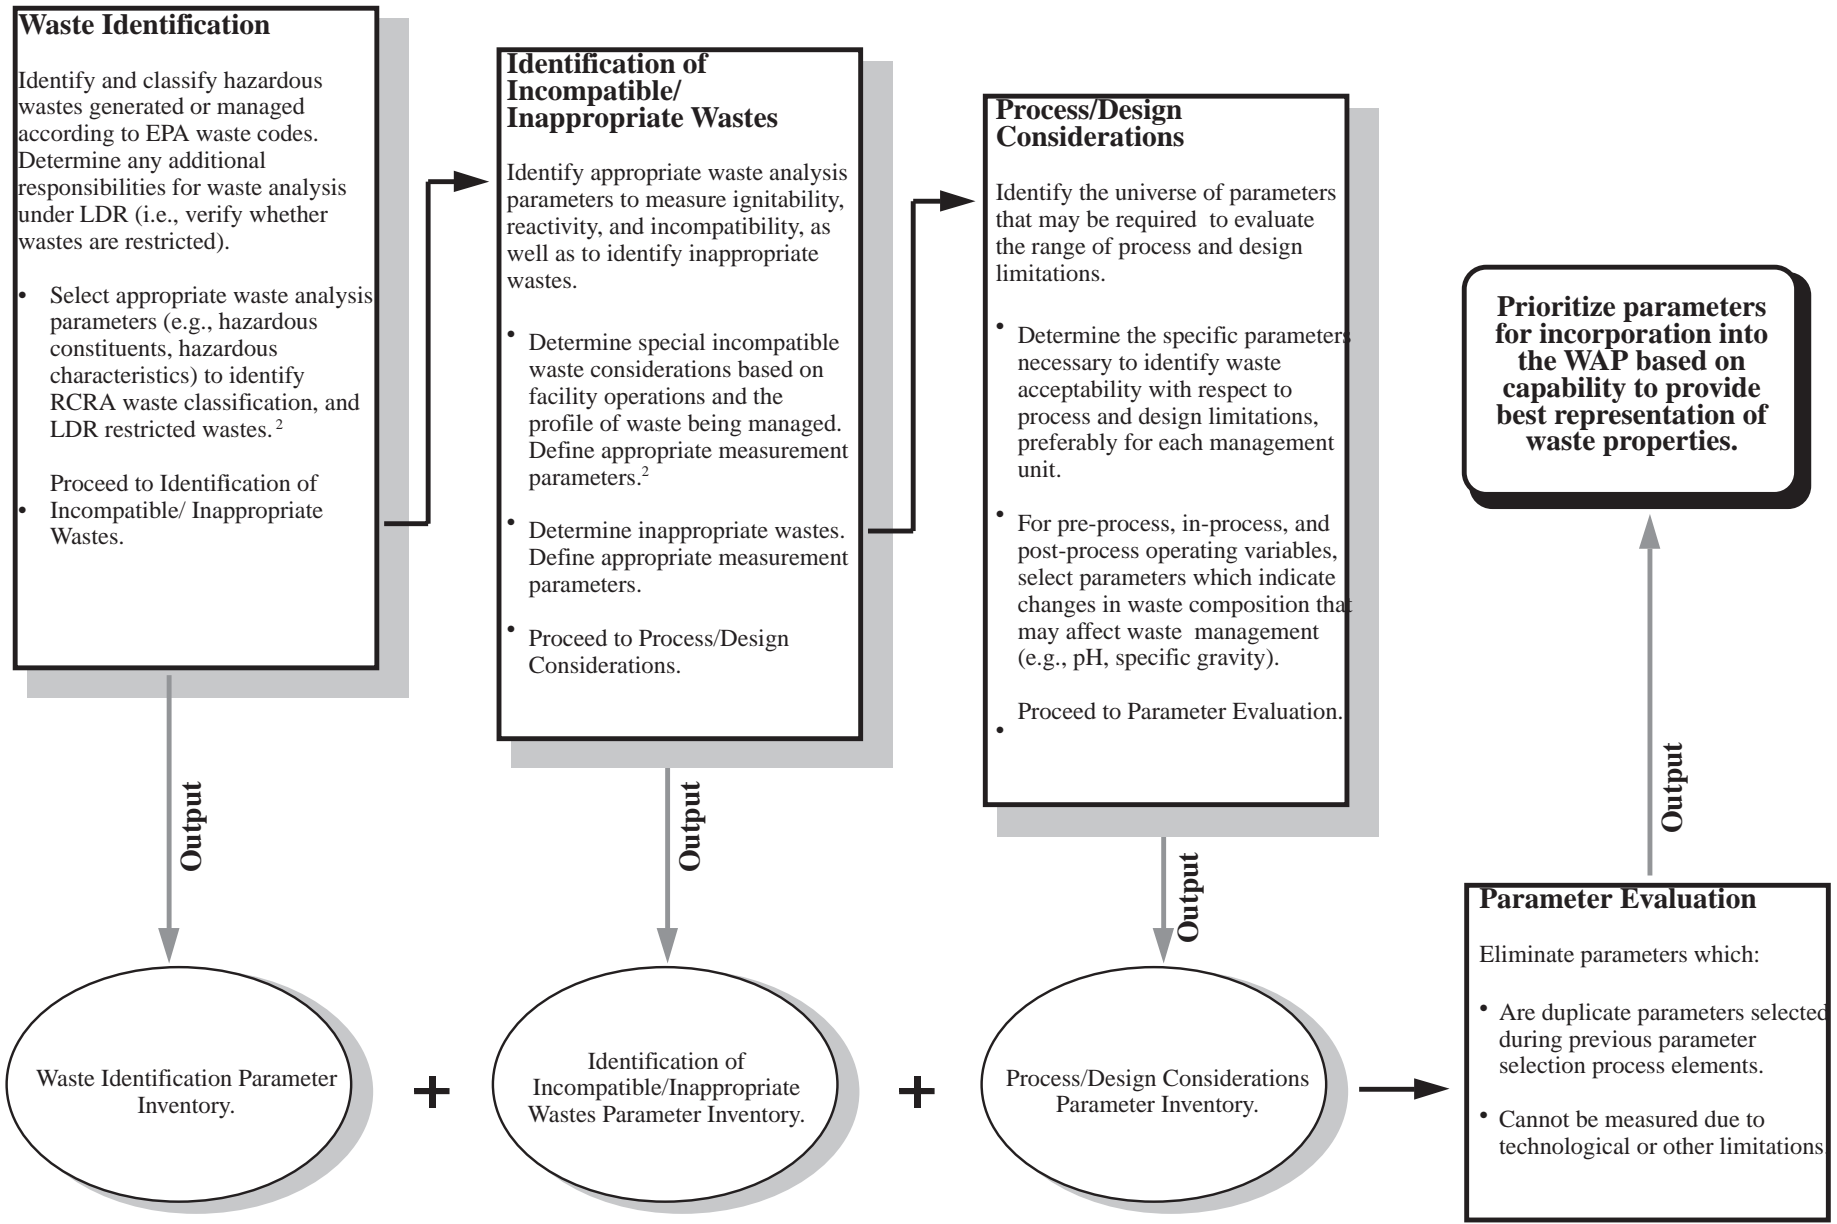 Waste Identification
Identify and classify hazardous
wastes generated or managed
according to EPA waste codes.
Determine any additional
responsibilities for waste analysis
under LDR (i.e., verify whether
wastes are restricted).
• Select appropriate waste analysis
parameters (e.g., hazardous
constituents, hazardous
characteristics) to identify
RCRA waste classification, and
LDR restricted wastes.2
Proceed to Identification of
• Incompatible/ Inappropriate
Wastes.
Identification of
Incompatible/
Inappropriate Wastes
Identify appropriate waste analysis
parameters to measure ignitability,
reactivity, and incompatibility, as
well as to identify inappropriate
wastes.
• Determine special incompatible
waste considerations based on
facility operations and the
profile of waste being managed.
Define appropriate measurement
parameters.2
• Determine inappropriate wastes.
Define appropriate measurement
parameters.
• Proceed to Process/Design
Considerations.
Process/Design
Considerations
Identify the universe of parameters
that may be required to evaluate
the range of process and design
limitations.
• Determine the specific parameters
necessary to identify waste
acceptability with respect to
process and design limitations,
preferably for each management
unit.
• For pre-process, in-process, and
post-process operating variables,
select parameters which indicate
changes in waste composition that
may affect waste management
(e.g., pH, specific gravity).
Proceed to Parameter Evaluation.
•
Prioritize parameters
for incorporation into
the WAP based on
capability to provide
best representation of
waste properties.
Output
Output
Output
Output
Waste Identification Parameter
Inventory.
+
Identification of
Incompatible/Inappropriate
Wastes Parameter Inventory.
+
Process/Design Considerations
Parameter Inventory.
Parameter Evaluation
Eliminate parameters which:
• Are duplicate parameters selected
during previous parameter
selection process elements.
• Cannot be measured due to
technological or other limitations.